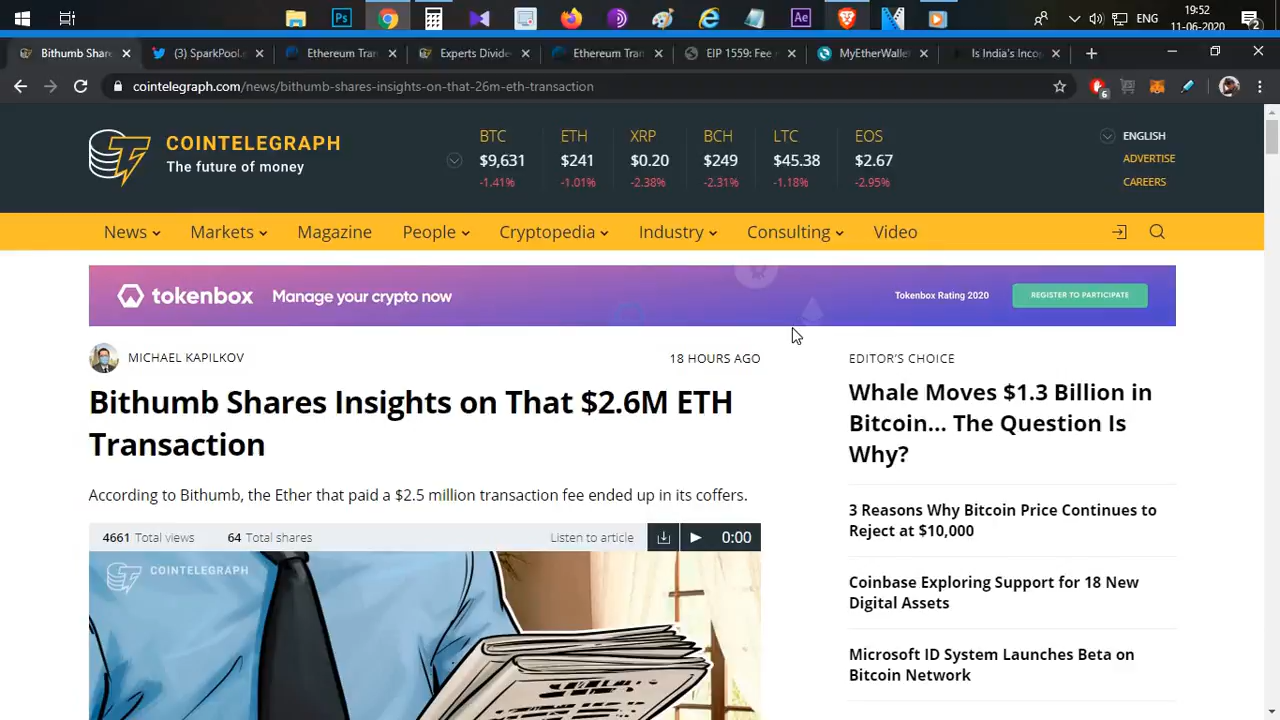 19:52
ENG
11-06-2020
Bithumb Shar
(3) SparkPool
Ethereum Tran
Experts Divide
Ethereum Tran
EIP 1559: Fee
MyEtherWalle
Is India's Incog
cointelegraph.com/news/bithumb-shares-insights-on-that-26m-eth-transaction
6
COINTELEGRAPH
The future of money
BTC ETH XRP BCH LTC EOS
$9,631 $241 $0.20 $249 $45.38 $2.67
-1.41% -1.01% -2.38% -2.31% -1.18% -2.95%
ENGLISH
ADVERTISE
CAREERS
News Markets Magazine People Cryptopedia Industry Consulting Video
tokenbox Manage your crypto now
Tokenbox Rating 2020
REGISTER TO PARTICIPATE
MICHAEL KAPILKOV
18 HOURS AGO
Bithumb Shares Insights on That $2.6M ETH
Transaction
According to Bithumb, the Ether that paid a $2.5 million transaction fee ended up in its coffers.
4661 Total views 64 Total shares
Listen to article
0:00
COINTELEGRAPH
EDITOR'S CHOICE
Whale Moves $1.3 Billion in
Bitcoin... The Question Is
Why?
3 Reasons Why Bitcoin Price Continues to
Reject at $10,000
Coinbase Exploring Support for 18 New
Digital Assets
Microsoft ID System Launches Beta on
Bitcoin Network